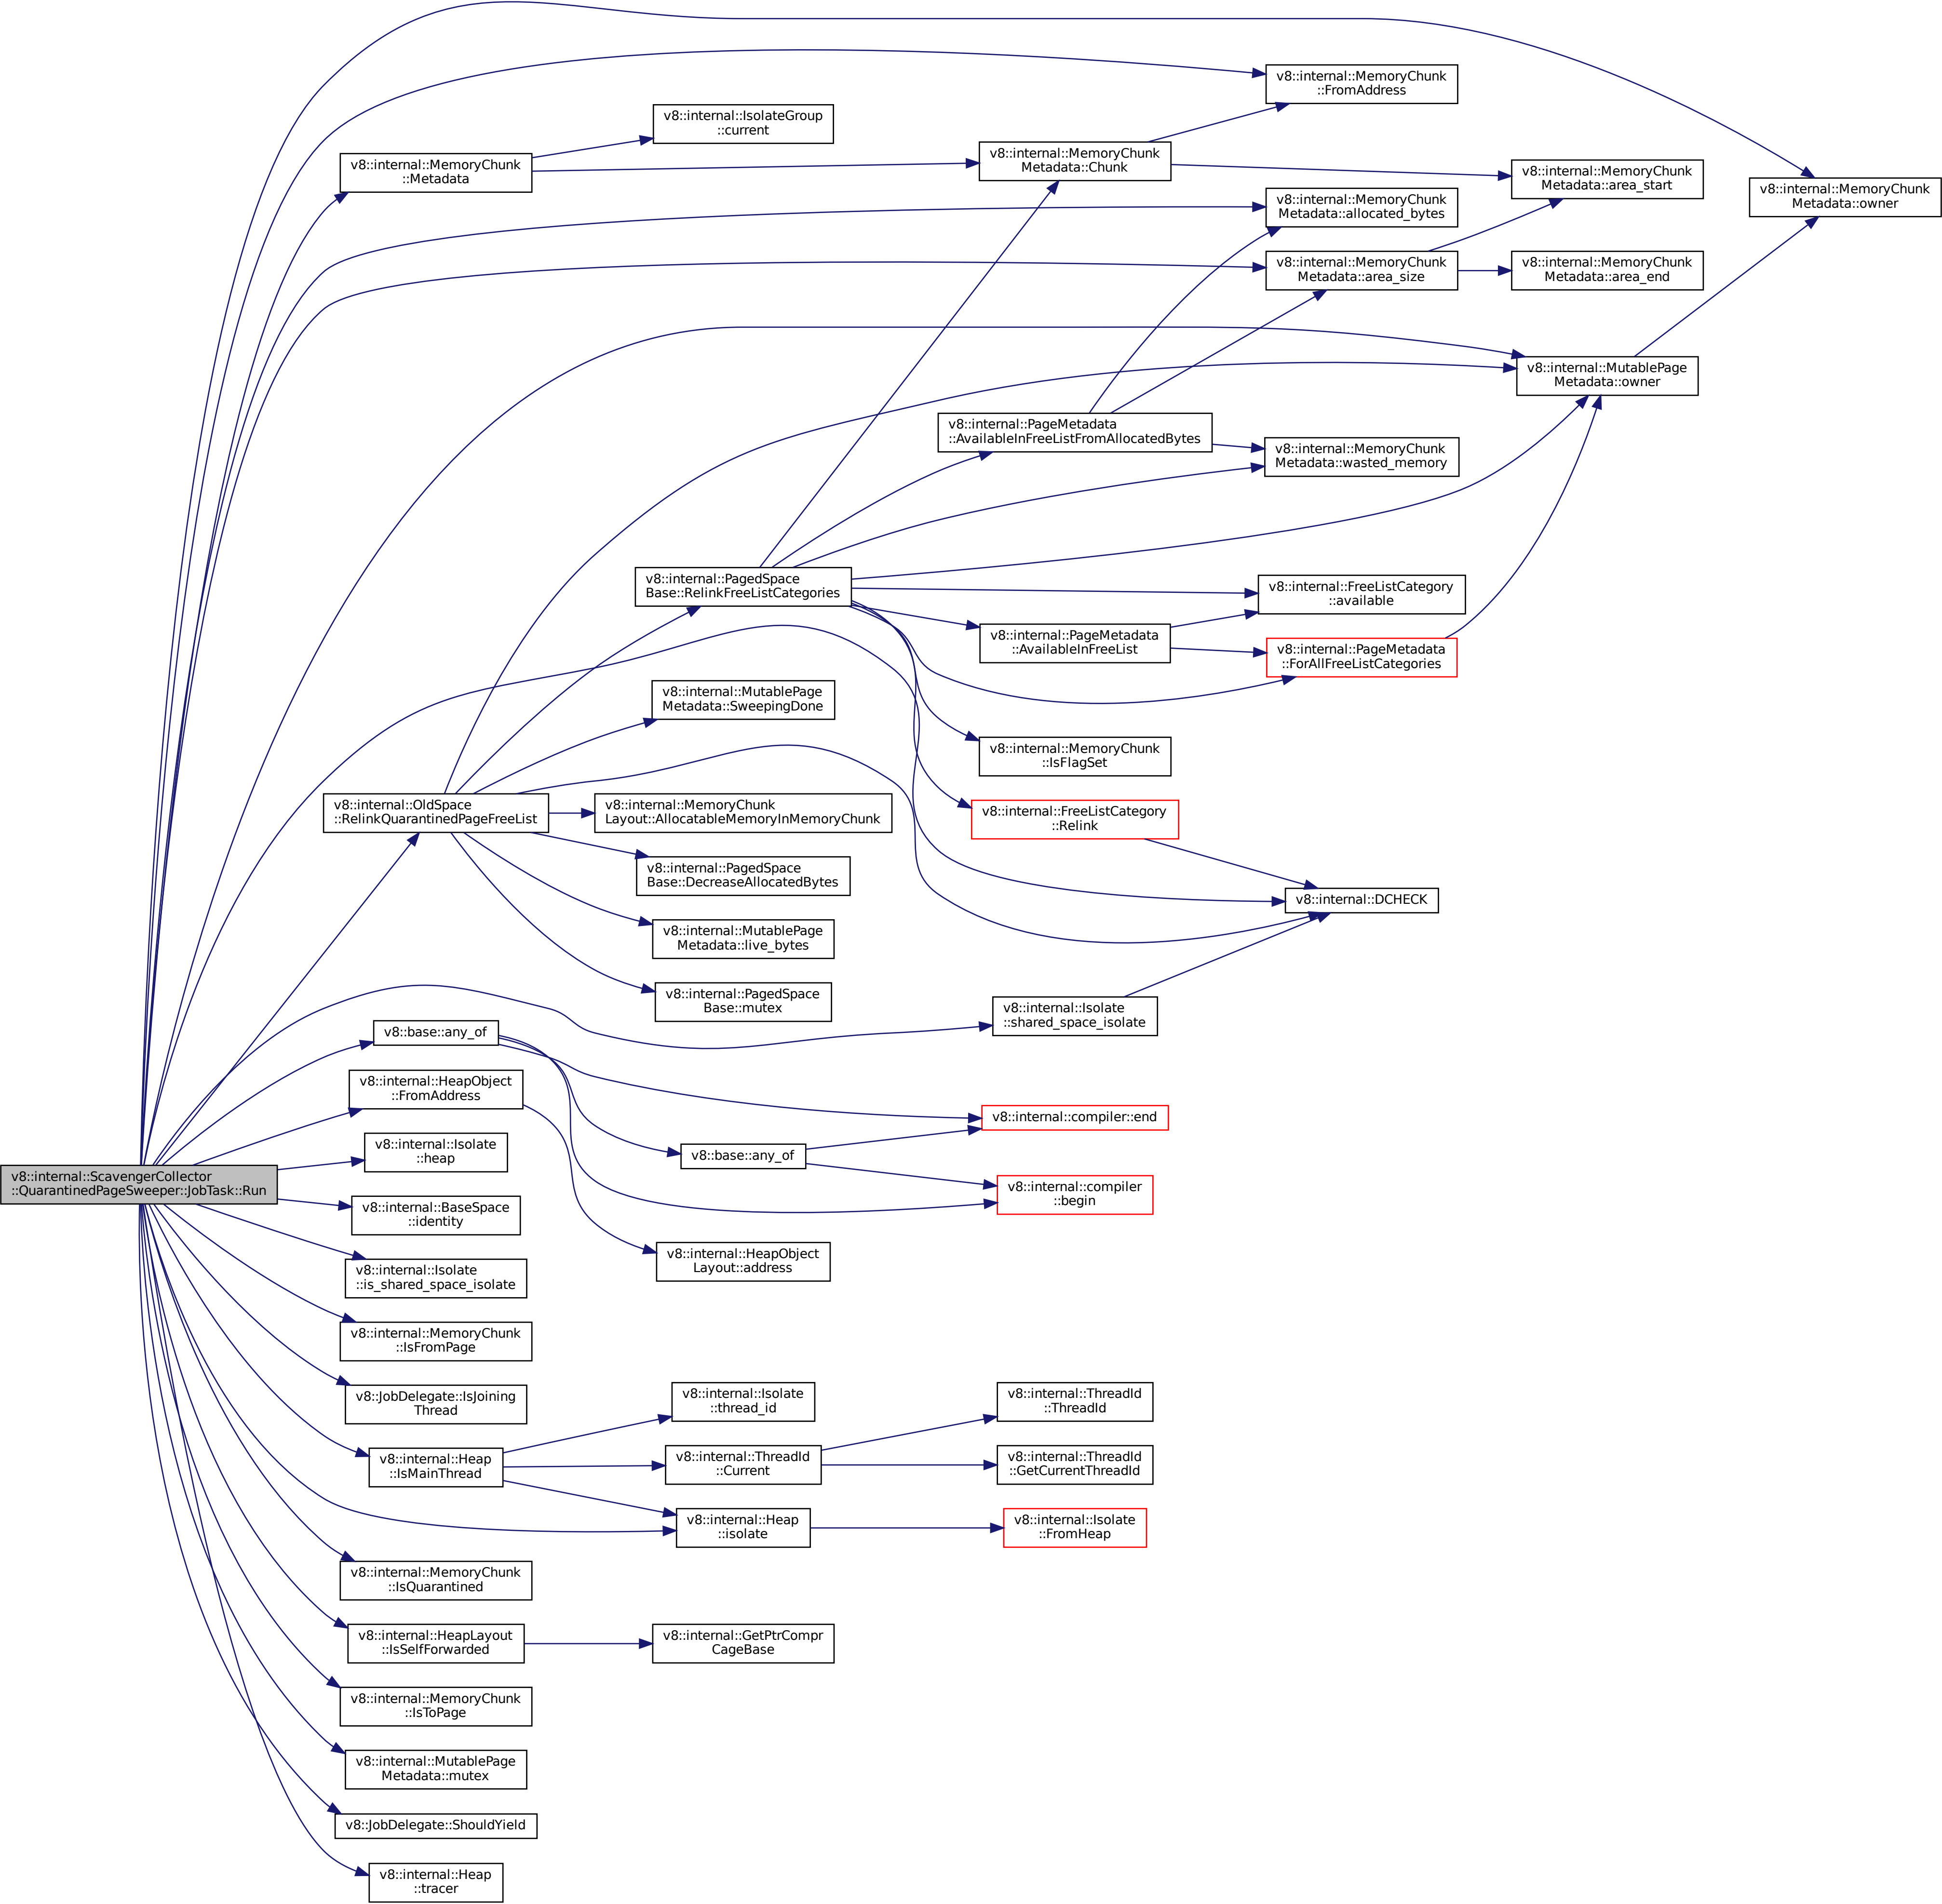 v8::internal::MemoryChunk
::FromAddress
v8::internal::IsolateGroup
::current
v8::internal::MemoryChunk
::Metadata
v8::internal::MemoryChunk
Metadata::Chunk
v8::internal::MemoryChunk
Metadata::area_start
v8::internal::MemoryChunk
Metadata::owner
v8::internal::MemoryChunk
Metadata::allocated_bytes
v8::internal::MemoryChunk
Metadata::area_size
v8::internal::MemoryChunk
Metadata::area_end
v8::internal::MutablePage
Metadata::owner
v8::internal::PageMetadata
::AvailableInFreeListFromAllocatedBytes
v8::internal::MemoryChunk
Metadata::wasted_memory
v8::internal::PagedSpace
Base::RelinkFreeListCategories
v8::internal::FreeListCategory
::available
v8::internal::PageMetadata
::AvailableInFreeList
v8::internal::PageMetadata
::ForAllFreeListCategories
v8::internal::MutablePage
Metadata::SweepingDone
v8::internal::MemoryChunk
::IsFlagSet
v8::internal::OldSpace
::RelinkQuarantinedPageFreeList
v8::internal::MemoryChunk
Layout::AllocatableMemoryInMemoryChunk
v8::internal::FreeListCategory
::Relink
v8::internal::PagedSpace
Base::DecreaseAllocatedBytes
v8::internal::DCHECK
v8::internal::MutablePage
Metadata::live_bytes
v8::internal::PagedSpace
Base::mutex
v8::internal::Isolate
::shared_space_isolate
v8::base::any_of
v8::internal::HeapObject
::FromAddress
v8::internal::compiler::end
v8::internal::Isolate
::heap
v8::base::any_of
v8::internal::ScavengerCollector
::QuarantinedPageSweeper::JobTask::Run
v8::internal::compiler
::begin
v8::internal::BaseSpace
::identity
v8::internal::HeapObject
Layout::address
v8::internal::Isolate
::is_shared_space_isolate
v8::internal::MemoryChunk
::IsFromPage
v8::JobDelegate::IsJoining
Thread
v8::internal::Isolate
::thread_id
v8::internal::ThreadId
::ThreadId
v8::internal::Heap
::IsMainThread
v8::internal::ThreadId
::Current
v8::internal::ThreadId
::GetCurrentThreadId
v8::internal::Heap
::isolate
v8::internal::Isolate
::FromHeap
v8::internal::MemoryChunk
::IsQuarantined
v8::internal::HeapLayout
::IsSelfForwarded
v8::internal::GetPtrCompr
CageBase
v8::internal::MemoryChunk
::IsToPage
v8::internal::MutablePage
Metadata::mutex
v8::JobDelegate::ShouldYield
v8::internal::Heap
::tracer